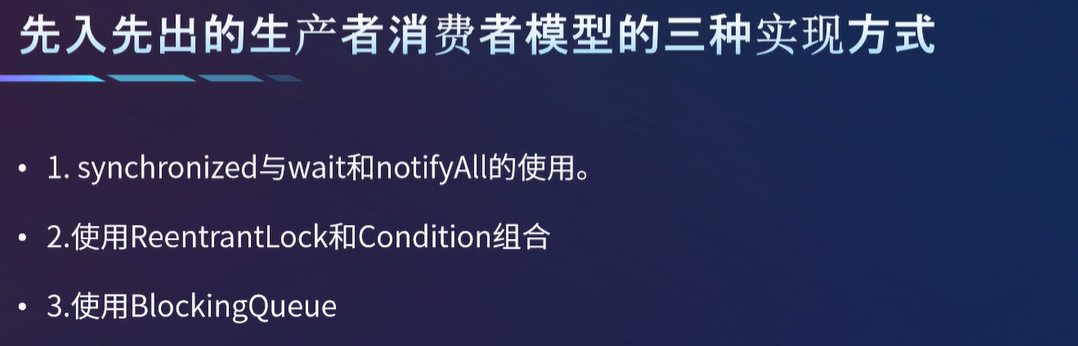 先入先出的生产者消费者模型的三种实现方式
• 1. synchronized与wait和notifyAll的使用。
• 2.使用ReentrantLock和Condition组合
• 3.使用BlockingQueue